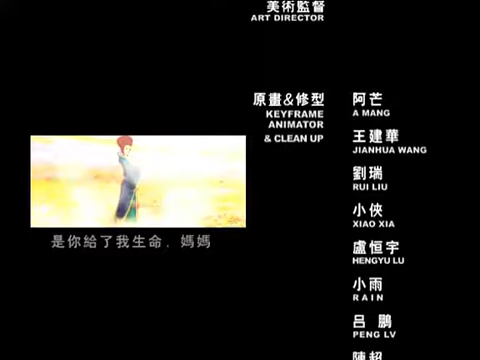 美術監督
ART DIRECTOR
原畫&修型
KEYFRAME
ANIMATOR
& CLEAN UP
阿芒
A MANG
王建華
JIANHUA WANG
劉瑞
RUI LIU
小俠
XIAO XIA
盧恒宇
HENGYU LU
小雨
RAIN
呂 鵬
PENG LV
陳超
是你給了我生命．媽媽